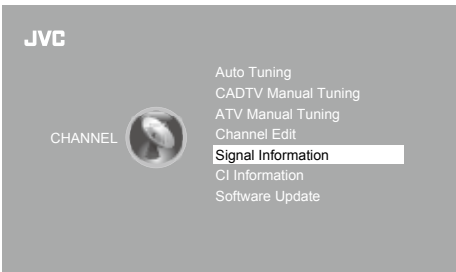 JVC
Auto Tuning
CADTV Manual Tuning
ATV Manual Tuning
CHANNEL
Channel Edit
Signal Information
CI Information
Software Update